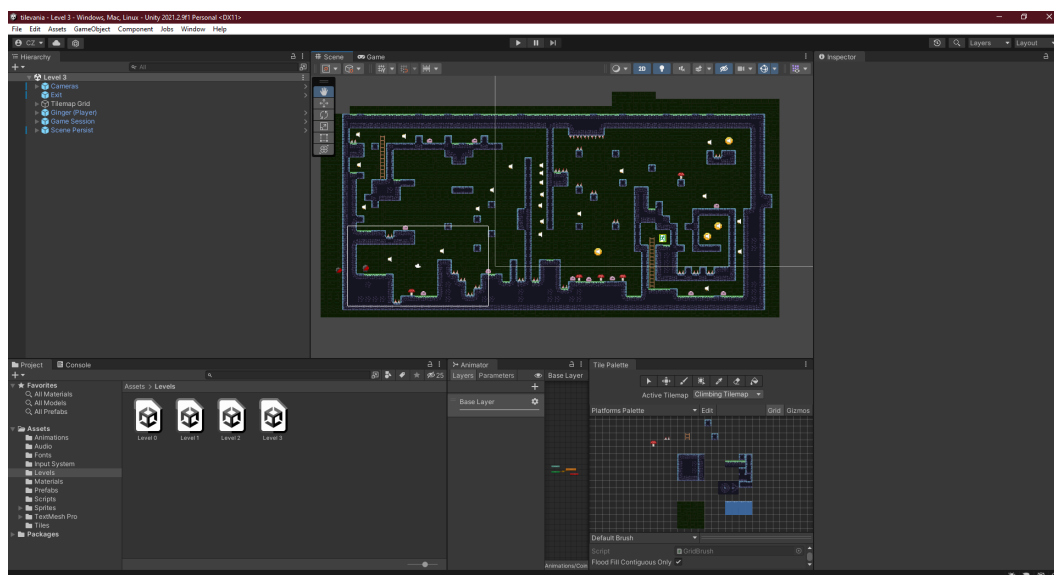 tilevania - Level 3 - Windows, Mac, Linux - Unity 2021.2.9f1 Personal <DX11>
File Edit Assets GameObject Component Jobs Window Help
CZ
Layers
Layout
Hierarchy
All
Level 3
Cameras
Exit
Tilemap Grid
Ginger (Player)
Game Session
Scene Persist
Scene
Game
2D
Inspector
Project
Console
25
Favorites
All Materials
All Models
All Prefabs
Assets
Animations
Audio
Fonts
Input System
Levels
Materials
Prefabs
Scripts
Sprites
TextMesh Pro
Tiles
Packages
Assets > Levels
Level 0
Level 1
Level 2
Level 3
Animator
Layers Parameters
Base Layer
Base Layer
Animations/Coin
Tile Palette
Active Tilemap Climbing Tilemap
Platforms Palette
Edit
Grid Gizmos
Default Brush
Script
GridBrush
Flood Fill Contiguous Only